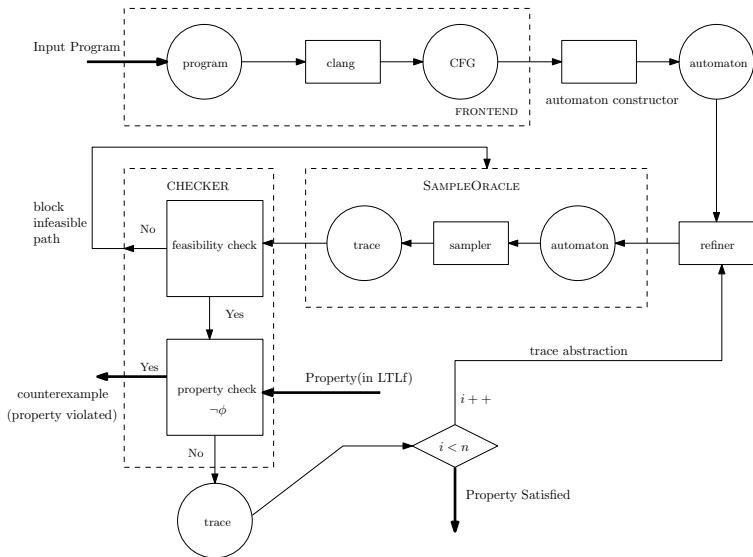 Input Program
program
clang
CFG
FRONTEND
automaton constructor
automaton
block
infeasible
path
No
CHECKER
feasibility check
SAMPLEORACLE
trace
sampler
automaton
refiner
Yes
Yes
property check
¬ϕ
counterexample
(property violated)
Property(in LTLf)
trace abstraction
i++
i < n
No
trace
Property Satisfied